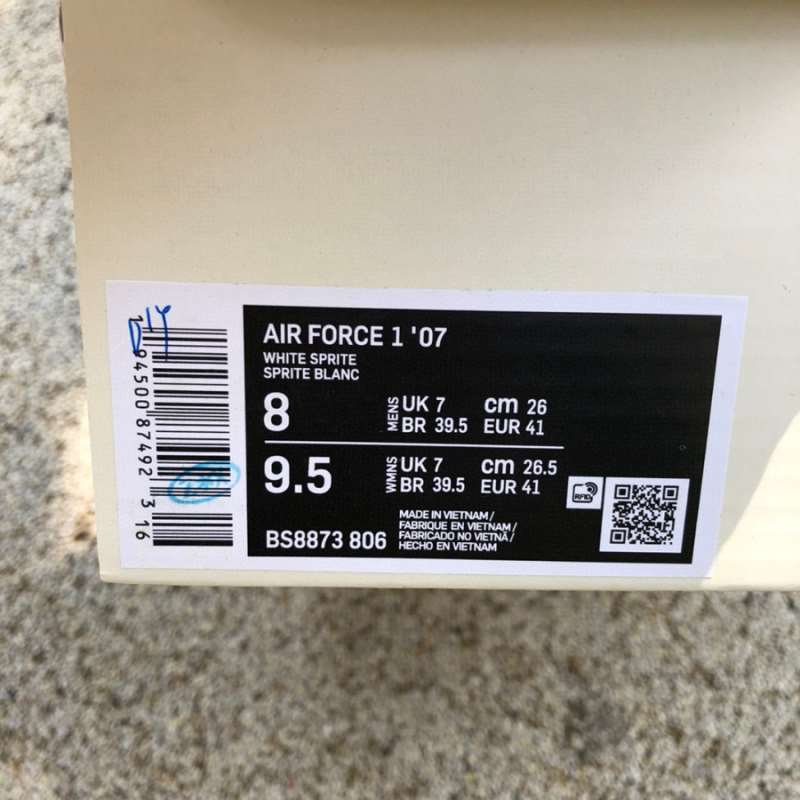 AIR FORCE 1 '07
WHITE SPRITE
SPRITE BLANC
8
MENS
UK 7 cm 26
BR 39.5 EUR 41
9.5
WMNS
UK 7 cm 26.5
BR 39.5 EUR 41
BS8873 806
MADE IN VIETNAM/
FABRIQUE EN VIETNAM/
FABRICADO NO VIETNÃ/
HECHO EN VIETNAM
RFID
1 94500 87492 3 16